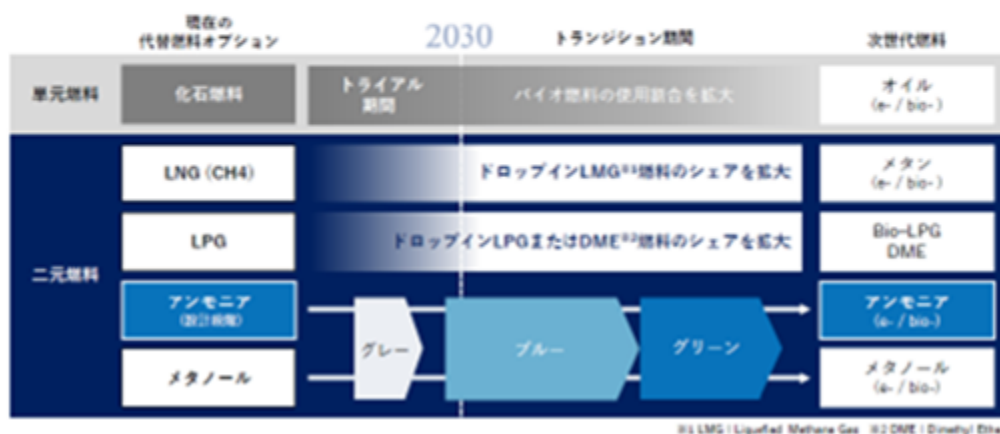 現在の
代替燃料オプション
2030
トランジション期間
次世代燃料
単元燃料
化石燃料
トライアル
期間
バイオ燃料の使用割合を拡大
オイル
(e- / bio-)
二元燃料
LNG (CH4)
ドロップインLMG※1燃料のシェアを拡大
メタン
(e- / bio-)
LPG
ドロップインLPGまたはDME※2燃料のシェアを拡大
Bio-LPG
DME
アンモニア
(設計段階)
グレー
ブルー
グリーン
アンモニア
(e- / bio-)
メタノール
メタノール
(e- / bio-)
※1 LMG | Liquefied Methane Gas ※2 DME | Dimethyl Ethe